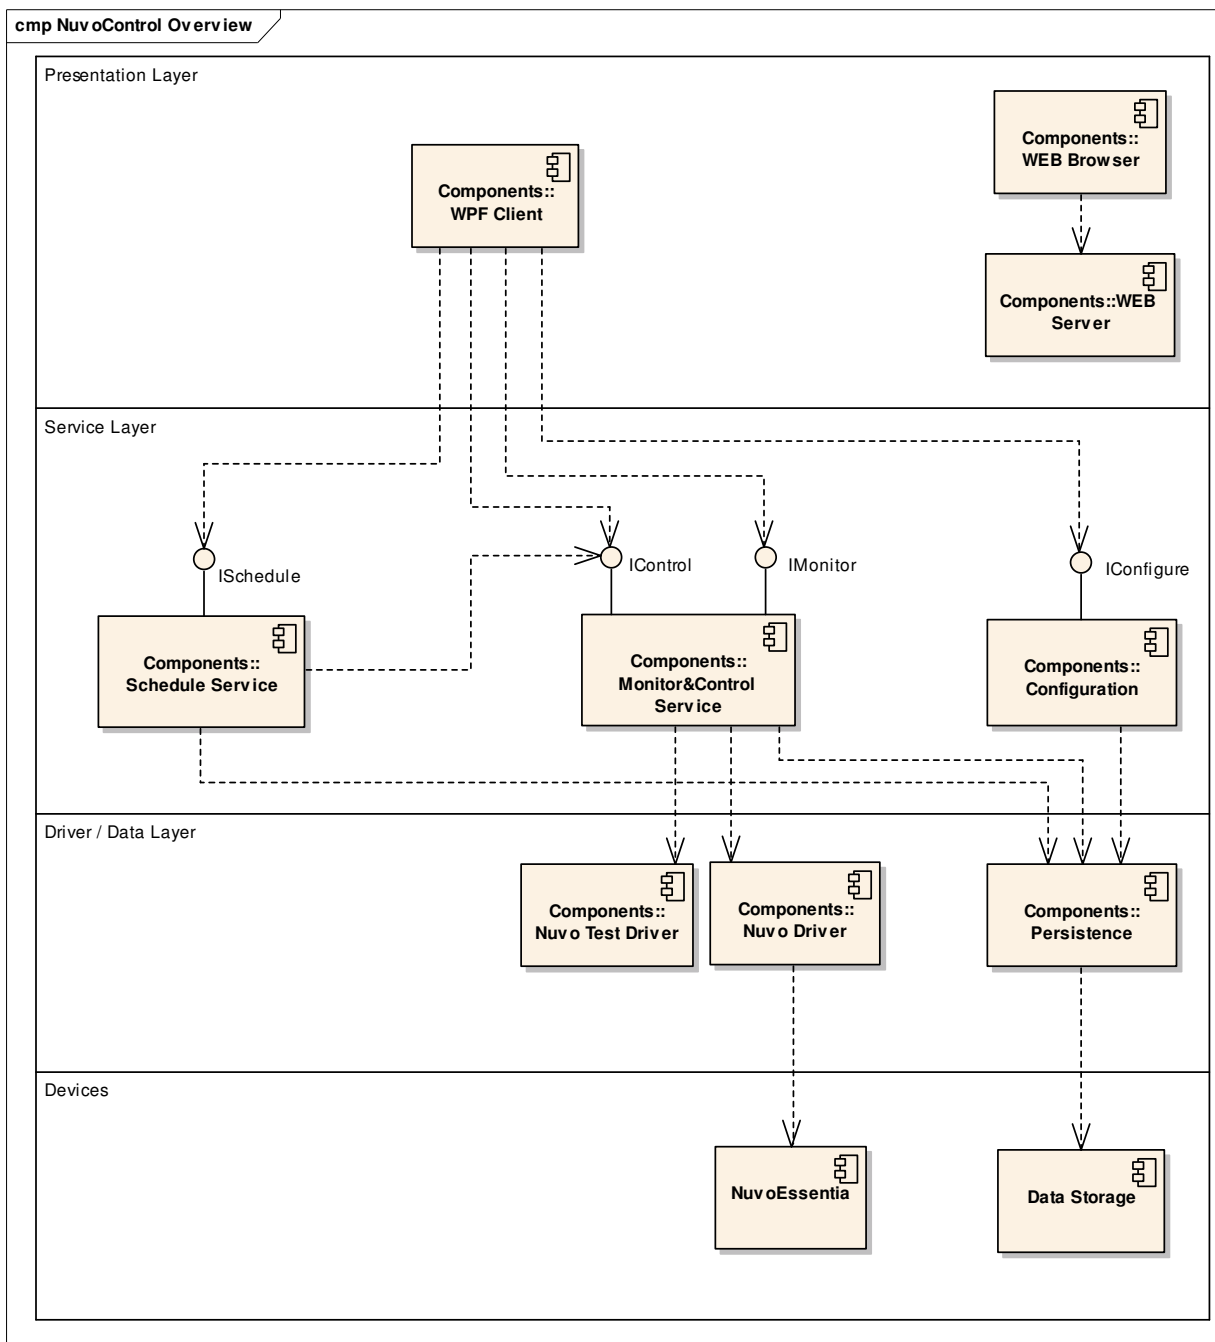 cmp NuvoControl Overview
Presentation Layer
Components::
WEB Browser
Components::
WPF Client
Components::WEB
Server
Service Layer
ISchedule
IControl
IMonitor
IConfigure
Components::
Schedule Service
Components::
Monitor&Control
Service
Components::
Configuration
Driver / Data Layer
Components::
Nuvo Test Driver
Components::
Nuvo Driver
Components::
Persistence
Devices
NuvoEssentia
Data Storage